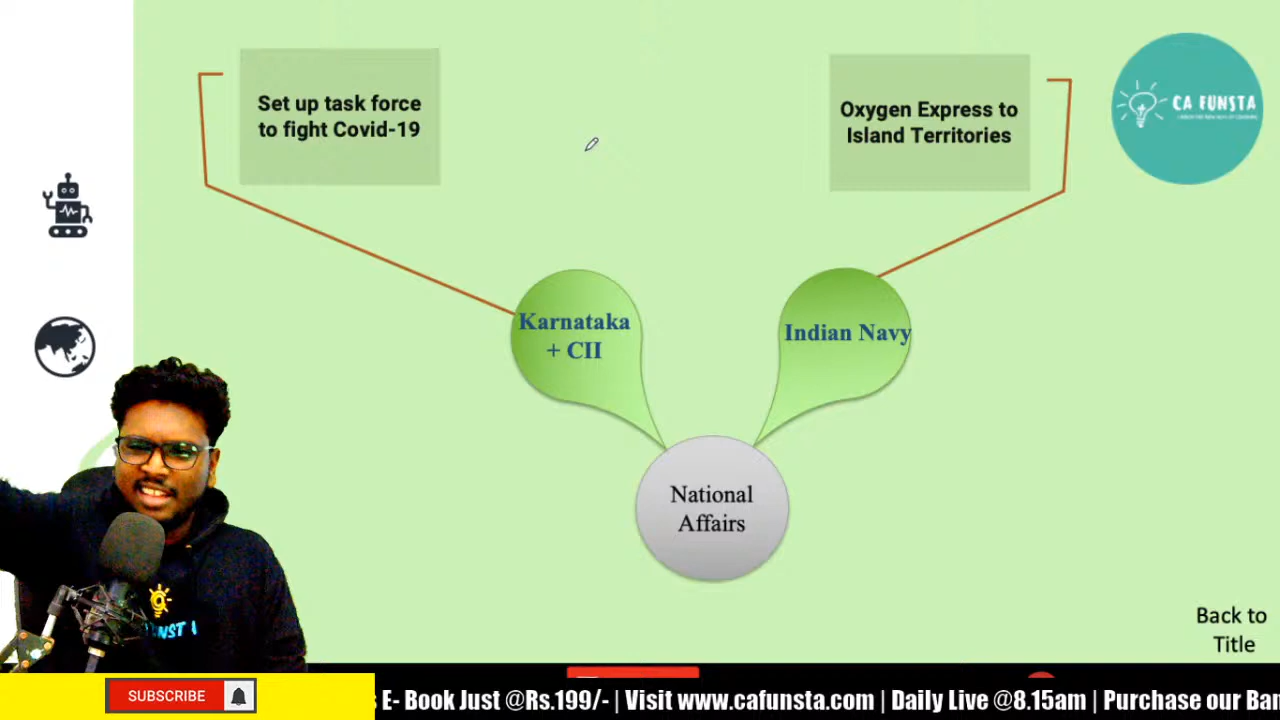 Set up task force
to fight Covid-19
Oxygen Express to
Island Territories
CA FUNSTA
Karnataka
+ CII
Indian Navy
National
Affairs
Back to
Title
NSTA
SUBSCRIBE
E- Book Just @Rs.199/- | Visit www.cafunsta.com | Daily Live @8.15am | Purchase our Ban